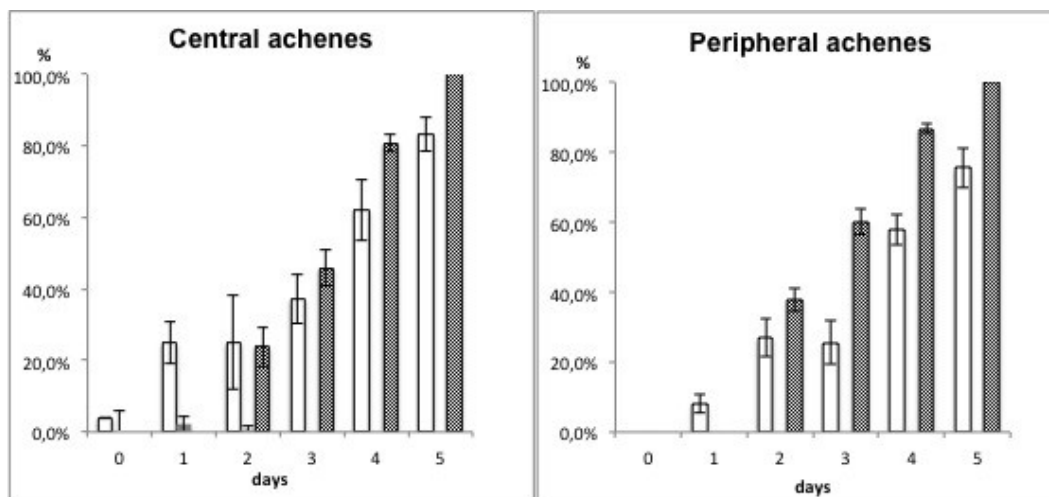 Central achenes
%
100,0%
80,0%
60,0%
40,0%
20,0%
0,0%
0 1 2 3 4 5
days
Peripheral achenes
%
100,0%
80,0%
60,0%
40,0%
20,0%
0,0%
0 1 2 3 4 5
days